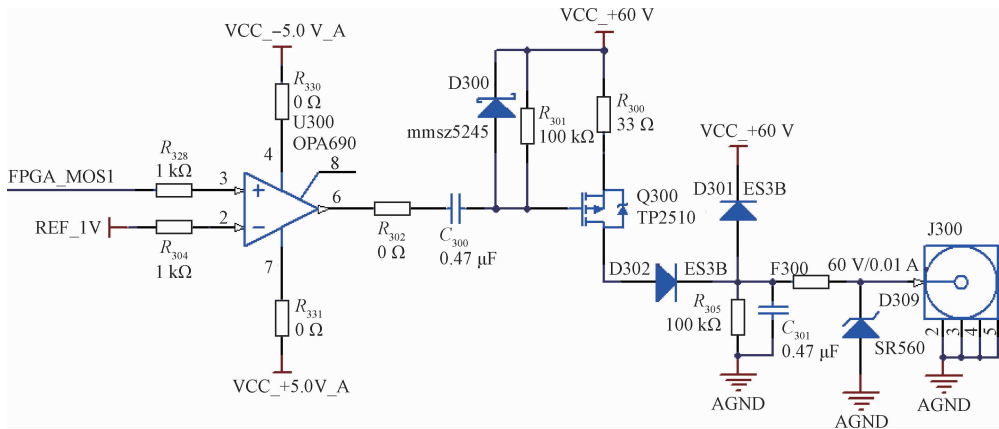 VCC_+60 V
VCC_−5.0 V_A
R330
0 Ω
U300
OPA690
D300
mmsz5245
R301
100 kΩ
R300
33 Ω
VCC_+60 V
4
8
FPGA_MOS1
R328
1 kΩ
3
6
REF_1V
2
R304
1 kΩ
7
R302
0 Ω
C300
0.47 μF
Q300
TP2510
D301
ES3B
J300
D302
ES3B
F300
60 V/0.01 A
D309
R305
100 kΩ
C301
0.47 μF
SR560
2
3
4
5
R331
0 Ω
VCC_+5.0V_A
AGND
AGND
AGND